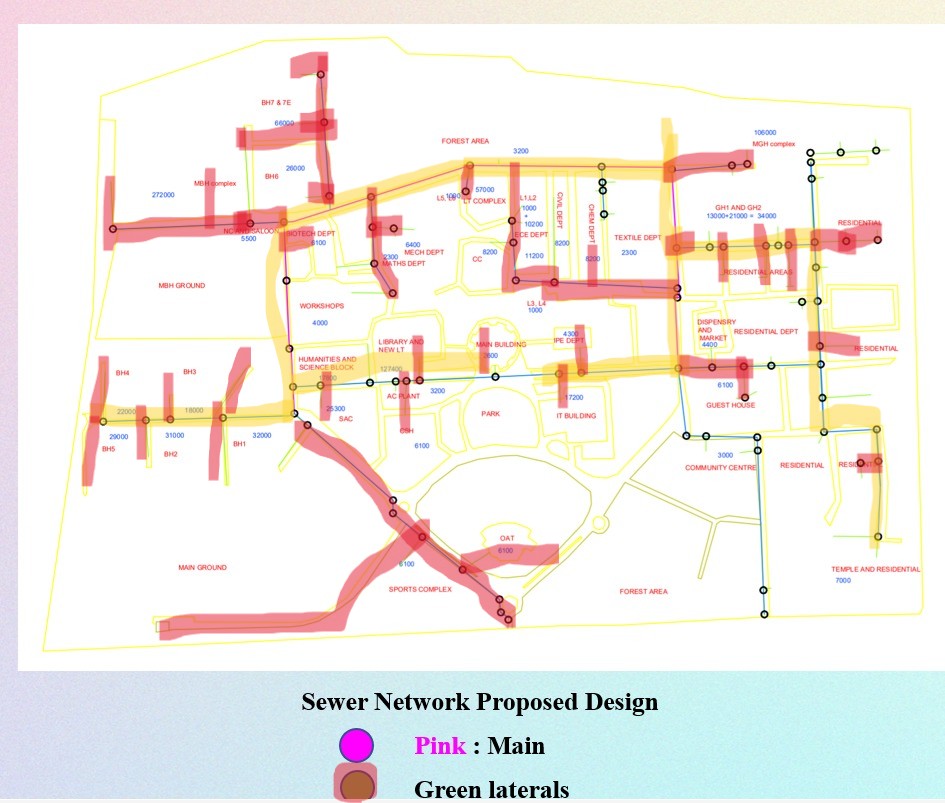 BH7 & 7E
66000
FOREST AREA
3200
106000
MGH complex
BH6
26000
MBH complex
272000
L5, L6
1000
57000
LT COMPLEX
L1,L2
1000
+
10200
CIVIL DEPT
CHEM DEPT
GH1 AND GH2
13000+21000 = 34000
RESIDENTIAL
NC AND SALOON
5500
BIOTECH DEPT
6100
6400
MECH DEPT
2300
MATHS DEPT
CC
8200
ECE DEPT
11200
8200
8200
TEXTILE DEPT
2300
RESIDENTIAL AREAS
MBH GROUND
WORKSHOPS
4000
L3, L4
1000
DISPENSRY
AND
MARKET
4400
RESIDENTIAL DEPT
RESIDENTIAL
LIBRARY AND
NEW LT
127400
MAIN BUILDING
2600
4300
IPE DEPT
HUMANITIES AND
SCIENCE BLOCK
BH4
BH3
AC PLANT
3200
17200
6100
GUEST HOUSE
22000
18000
25300
SAC
PARK
IT BUILDING
29000
31000
32000
BH5
BH2
BH1
6100
3000
COMMUNITY CENTRE
RESIDENTIAL
OAT
6100
MAIN GROUND
6100
SPORTS COMPLEX
FOREST AREA
TEMPLE AND RESIDENTIAL
7000
Sewer Network Proposed Design
Pink : Main
Green laterals